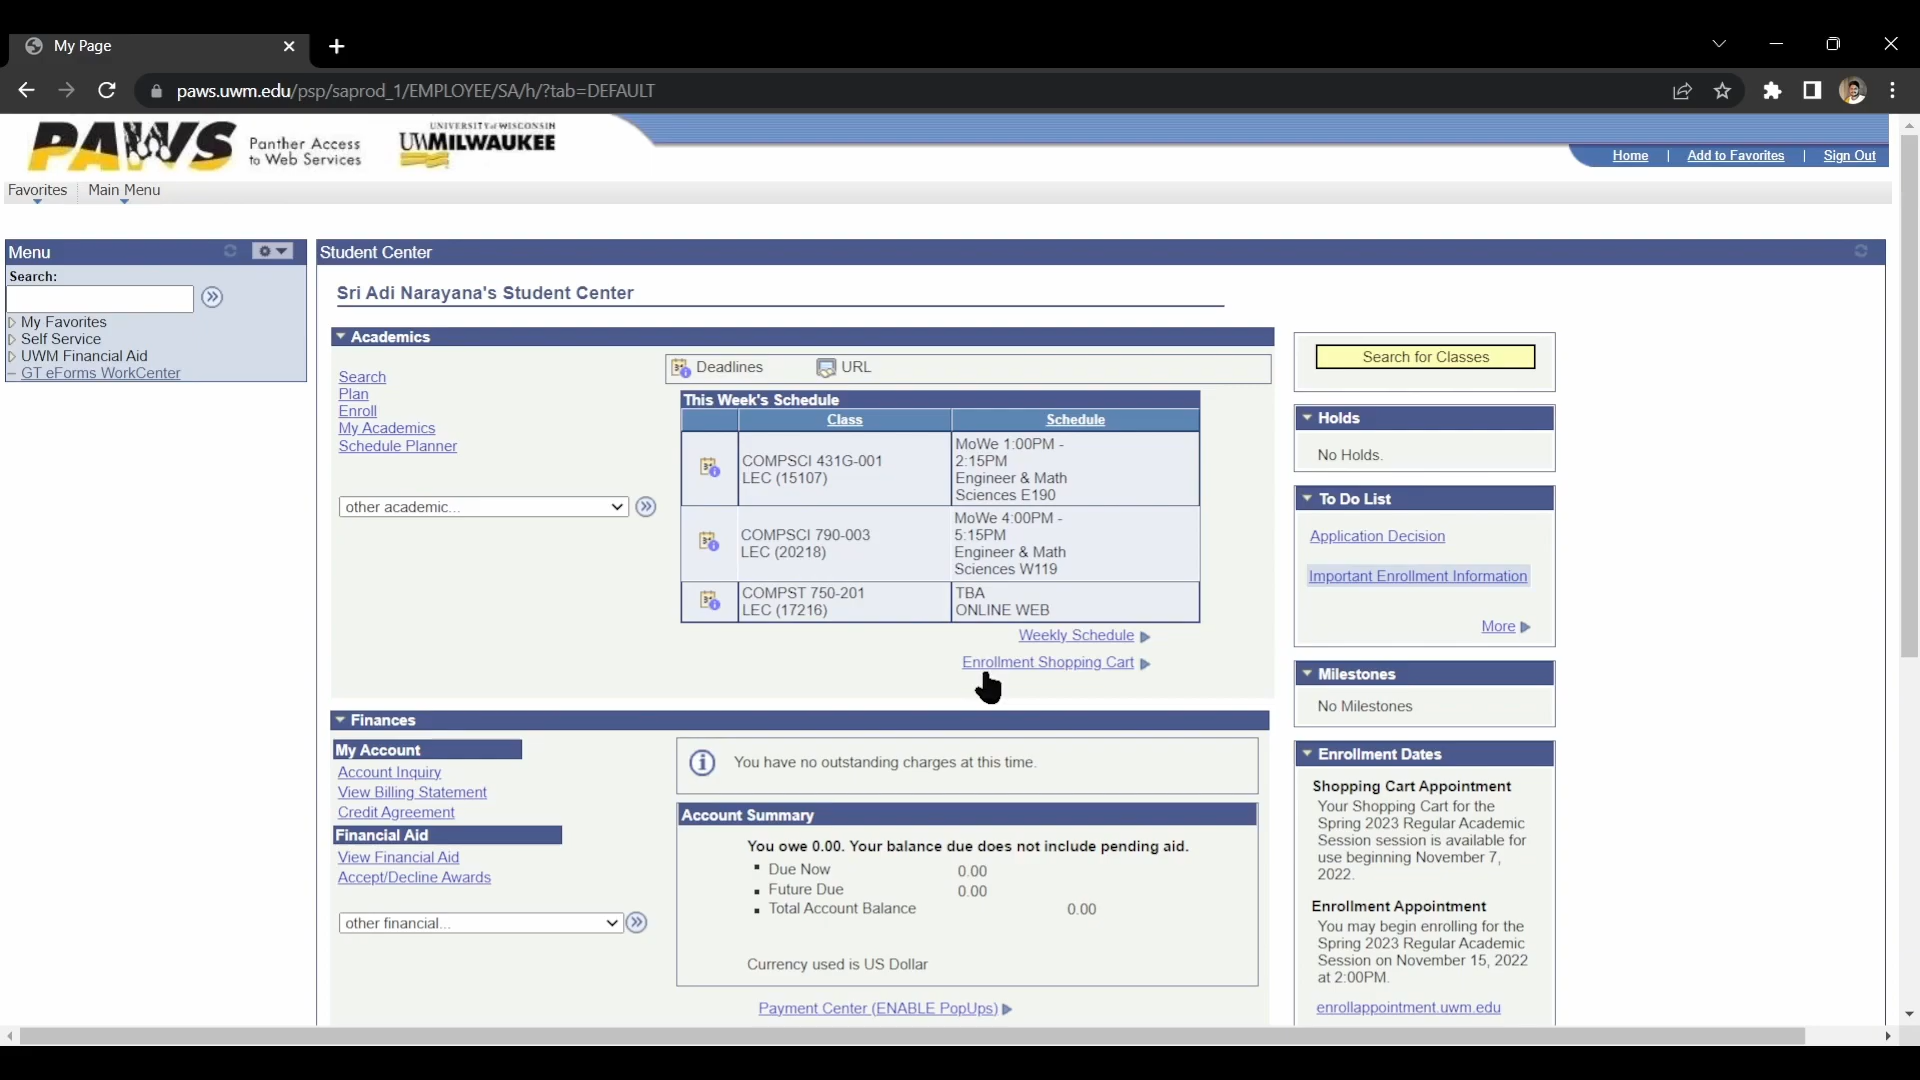 My Page
paws.uwm.edu/psp/saprod_1/EMPLOYEE/SA/h/?tab=DEFAULT
PAWS
Panther Access
to Web Services
UNIVERSITY of WISCONSIN
UWMILWAUKEE
Home | Add to Favorites | Sign Out
Favorites Main Menu
Menu
Search:
My Favorites
Self Service
UWM Financial Aid
GT eForms WorkCenter
Student Center
Sri Adi Narayana's Student Center
Academics
Search
Plan
Enroll
My Academics
Schedule Planner
other academic...
Deadlines URL
This Week's Schedule
Class Schedule
COMPSCI 431G-001
LEC (15107)
MoWe 1:00PM -
2:15PM
Engineer & Math
Sciences E190
COMPSCI 790-003
LEC (20218)
MoWe 4:00PM -
5:15PM
Engineer & Math
Sciences W119
COMPST 750-201
LEC (17216)
TBA
ONLINE WEB
Weekly Schedule
Enrollment Shopping Cart
Finances
My Account
Account Inquiry
View Billing Statement
Credit Agreement
Financial Aid
View Financial Aid
Accept/Decline Awards
other financial...
You have no outstanding charges at this time.
Account Summary
You owe 0.00. Your balance due does not include pending aid.
Due Now 0.00
Future Due 0.00
Total Account Balance 0.00
Currency used is US Dollar
Payment Center (ENABLE PopUps)
Search for Classes
Holds
No Holds.
To Do List
Application Decision
Important Enrollment Information
More
Milestones
No Milestones
Enrollment Dates
Shopping Cart Appointment
Your Shopping Cart for the
Spring 2023 Regular Academic
Session session is available for
use beginning November 7,
2022.
Enrollment Appointment
You may begin enrolling for the
Spring 2023 Regular Academic
Session on November 15, 2022
at 2:00PM.
enrollappointment.uwm.edu